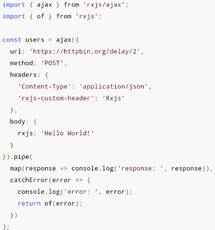 import { ajax } from 'rxjs/ajax';
import { of } from 'rxjs';
const users = ajax({
url: 'https://httpbin.org/delay/2',
method: 'POST',
headers: {
'Content-Type': 'application/json',
'rxjs-custom-header': 'Rxjs'
},
body: {
rxjs: 'Hello World!'
}
}).pipe(
map(response => console.log('response: ', response)),
catchError(error => {
console.log('error: ', error);
return of(error);
})
);